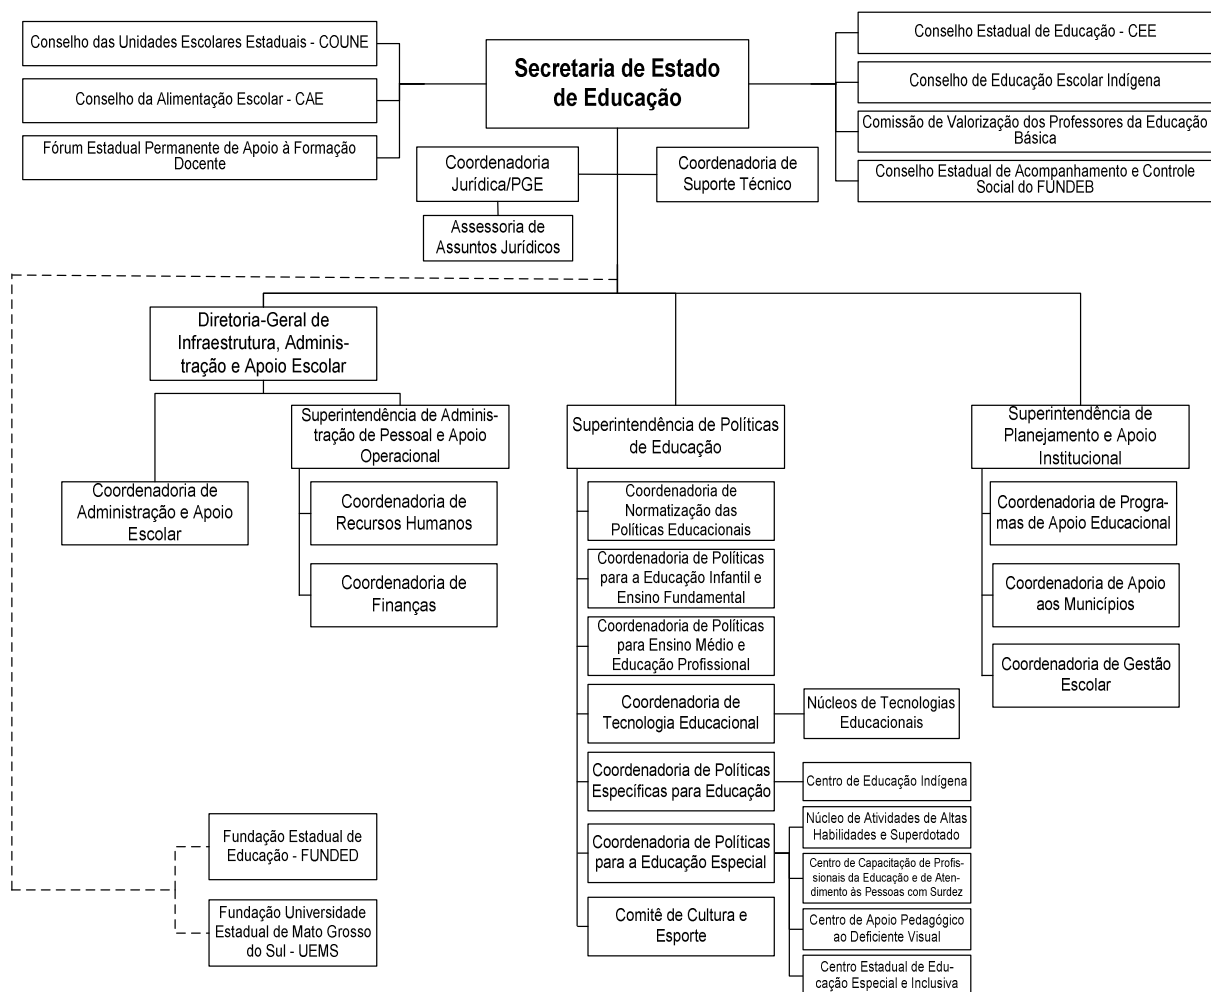 Conselho das Unidades Escolares Estaduais - COUNE
Conselho da Alimentação Escolar - CAE
Fórum Estadual Permanente de Apoio à Formação
Docente
Secretaria de Estado
de Educação
Conselho Estadual de Educação - CEE
Conselho de Educação Escolar Indígena
Comissão de Valorização dos Professores da Educação
Básica
Conselho Estadual de Acompanhamento e Controle
Social do FUNDEB
Coordenadoria
Jurídica/PGE
Coordenadoria de
Suporte Técnico
Assessoria de
Assuntos Jurídicos
Diretoria-Geral de
Infraestrutura, Adminis-
tração e Apoio Escolar
Coordenadoria de
Administração e Apoio
Escolar
Superintendência de Adminis-
tração de Pessoal e Apoio
Operacional
Coordenadoria de
Recursos Humanos
Coordenadoria de
Finanças
Superintendência de Políticas
de Educação
Coordenadoria de
Normatização das
Políticas Educacionais
Coordenadoria de Políticas
para a Educação Infantil e
Ensino Fundamental
Coordenadoria de Políticas
para Ensino Médio e
Educação Profissional
Coordenadoria de
Tecnologia Educacional
Núcleos de Tecnologias
Educacionais
Coordenadoria de Políticas
Específicas para Educação
Centro de Educação Indígena
Coordenadoria de Políticas
para a Educação Especial
Núcleo de Atividades de Altas
Habilidades e Superdotado
Centro de Capacitação de Profis-
sionais da Educação e de Aten-
dimento às Pessoas com Surdez
Centro de Apoio Pedagógico
ao Deficiente Visual
Centro Estadual de Edu-
cação Especial e Inclusiva
Comitê de Cultura e
Esporte
Superintendência de
Planejamento e Apoio
Institucional
Coordenadoria de Progra-
mas de Apoio Educacional
Coordenadoria de Apoio
aos Municípios
Coordenadoria de Gestão
Escolar
Fundação Estadual de
Educação - FUNDED
Fundação Universidade
Estadual de Mato Grosso
do Sul - UEMS